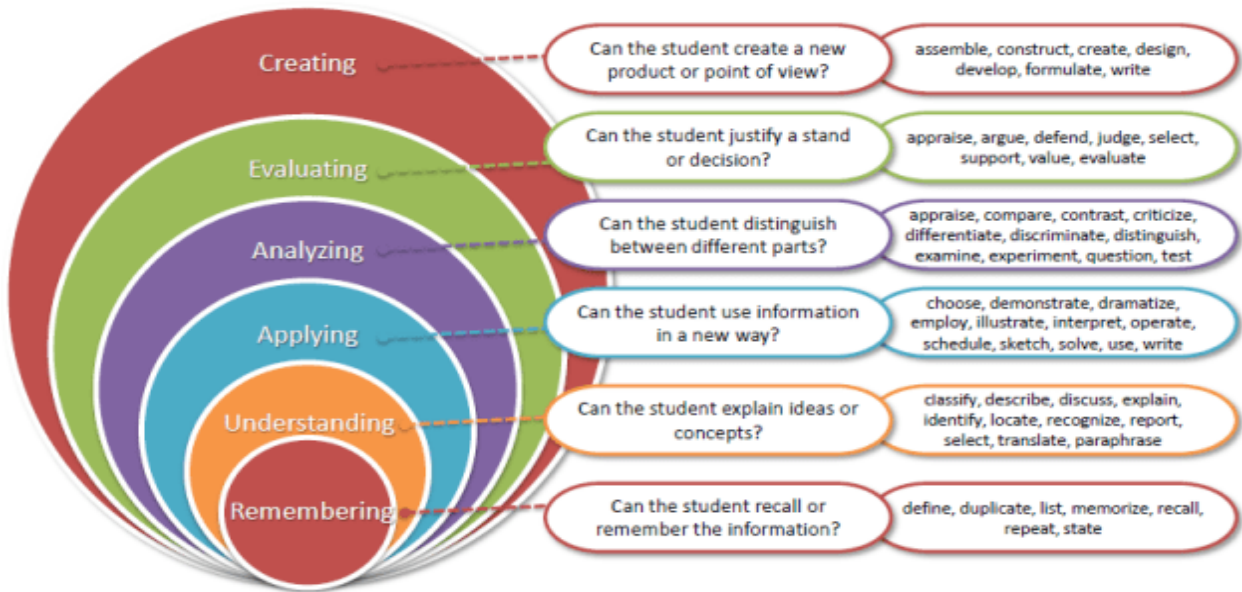 Creating
Can the student create a new
product or point of view?
assemble, construct, create, design,
develop, formulate, write
Evaluating
Can the student justify a stand
or decision?
appraise, argue, defend, judge, select,
support, value, evaluate
Analyzing
Can the student distinguish
between different parts?
appraise, compare, contrast, criticize,
differentiate, discriminate, distinguish,
examine, experiment, question, test
Applying
Can the student use information
in a new way?
choose, demonstrate, dramatize,
employ, illustrate, interpret, operate,
schedule, sketch, solve, use, write
Understanding
Can the student explain ideas or
concepts?
classify, describe, discuss, explain,
identify, locate, recognize, report,
select, translate, paraphrase
Remembering
Can the student recall or
remember the information?
define, duplicate, list, memorize, recall,
repeat, state